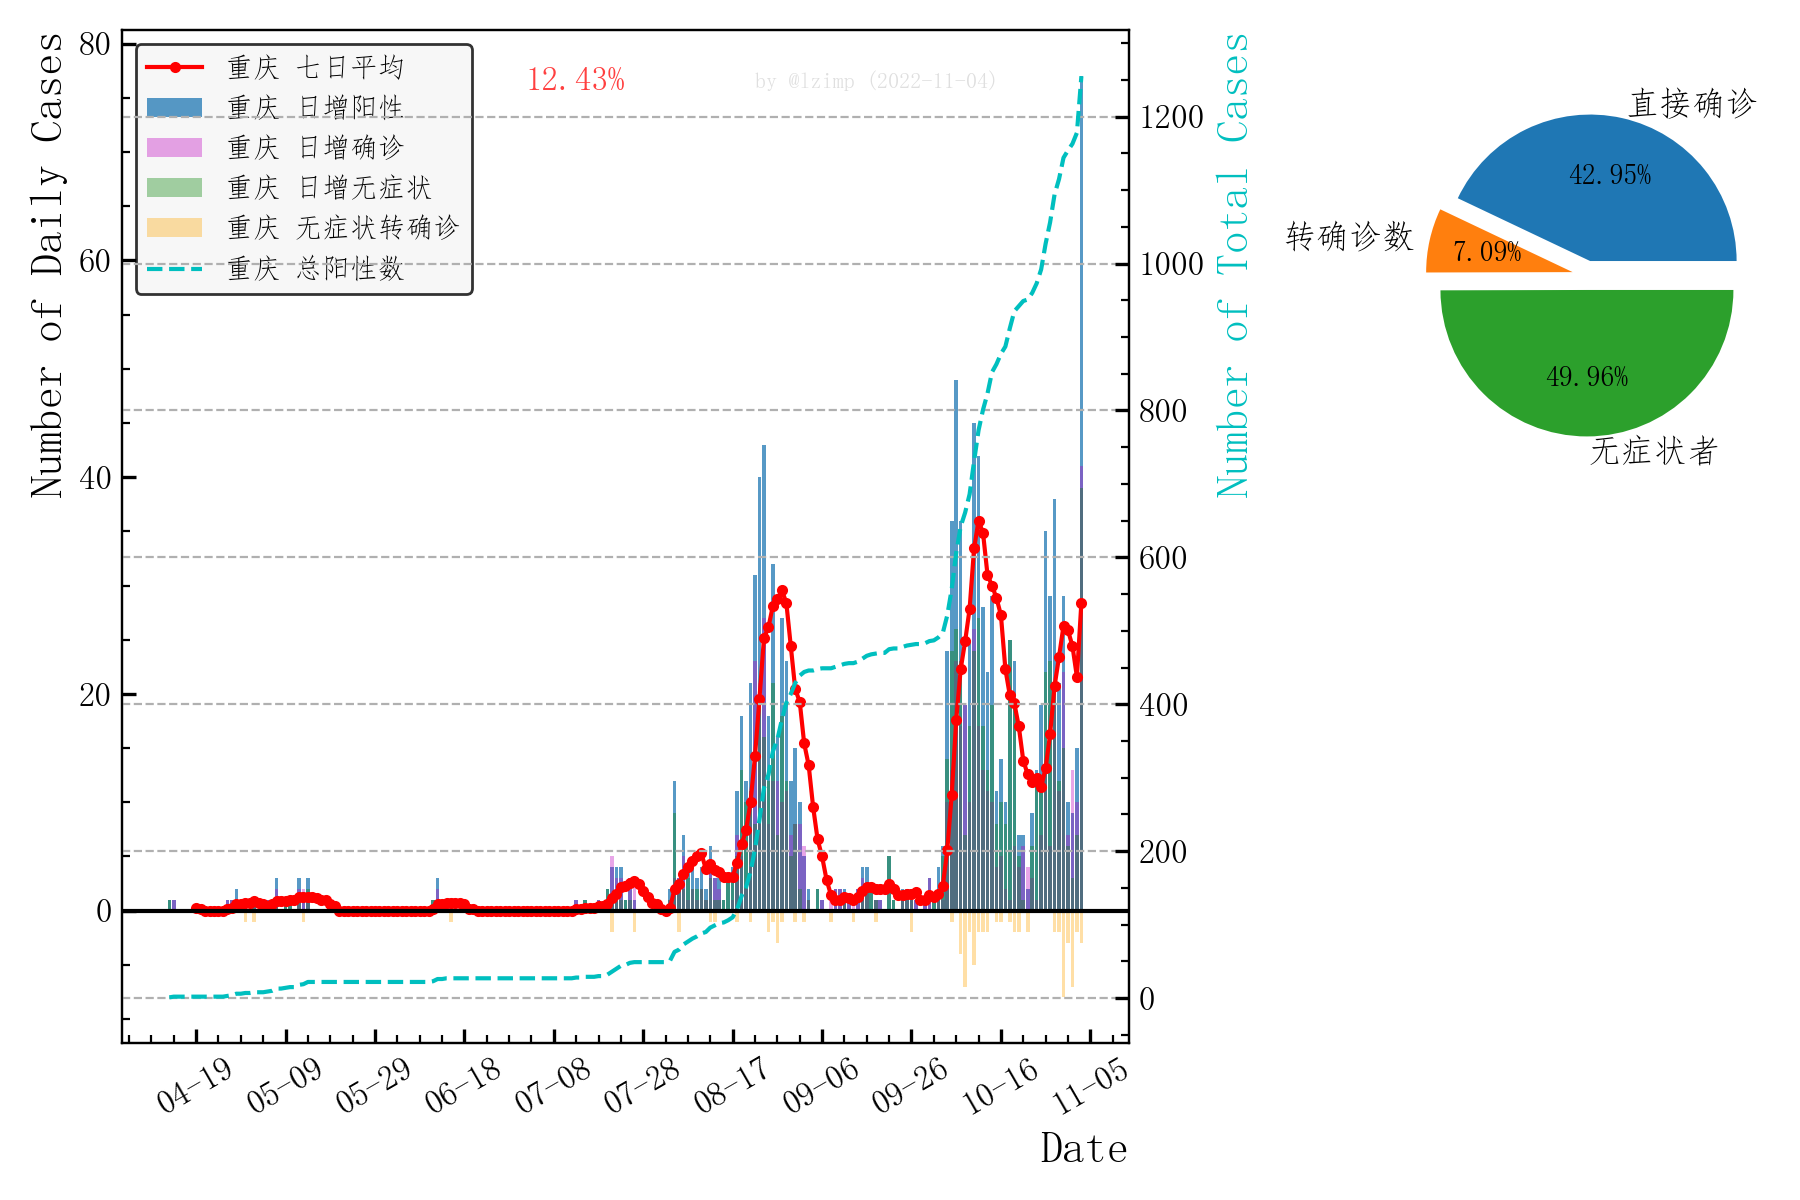 Number of Daily Cases
80
60
40
20
0
重庆 七日平均
重庆 日增阳性
重庆 日增确诊
重庆 日增无症状
重庆 无症状转确诊
重庆 总阳性数
12.43%
by @lzimp (2022-11-04)
1200
1000
800
600
400
200
0
Number of Total Cases
04-19
05-09
05-29
06-18
07-08
07-28
08-17
09-06
09-26
10-16
11-05
Date
直接确诊
42.95%
转确诊数
7.09%
49.96%
无症状者